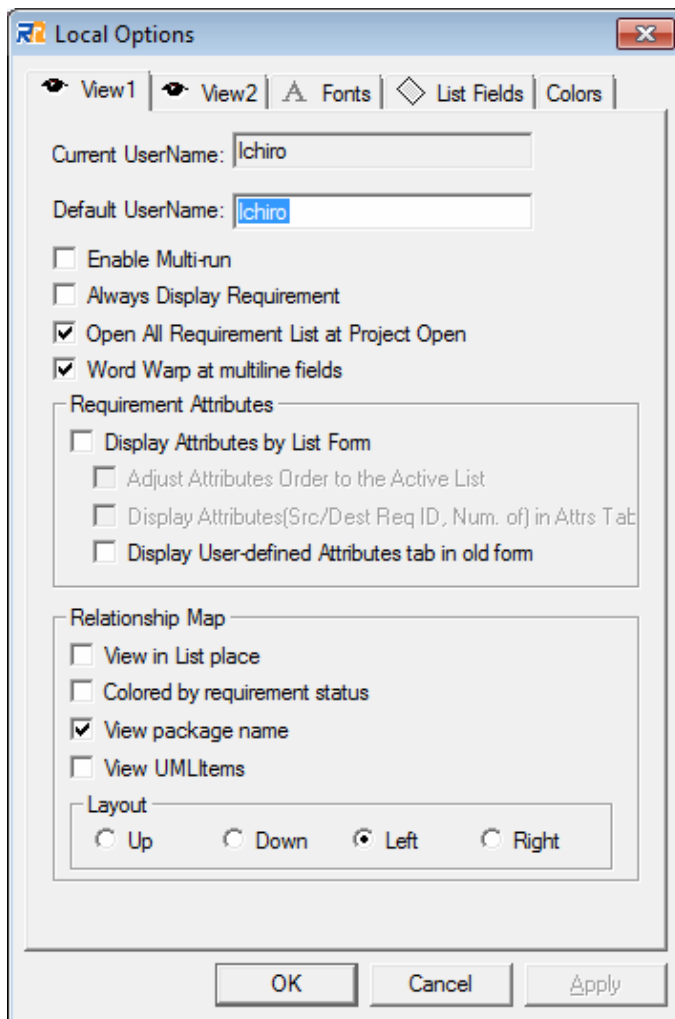 Local Options
View1 View2 Fonts List Fields Colors
Current UserName: Ichiro
Default UserName: Ichiro
Enable Multi-run
Always Display Requirement
Open All Requirement List at Project Open
Word Warp at multiline fields
Requirement Attributes
Display Attributes by List Form
Adjust Attributes Order to the Active List
Display Attributes(Src/Dest Req ID, Num. of) in Attrs Tab
Display User-defined Attributes tab in old form
Relationship Map
View in List place
Colored by requirement status
View package name
View UMLItems
Layout
Up Down Left Right
OK Cancel Apply